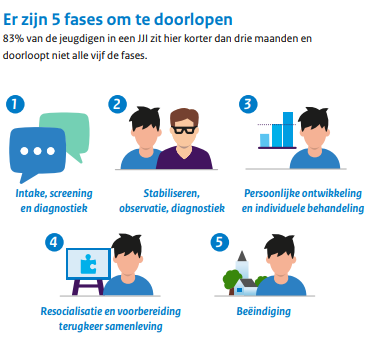 Er zijn 5 fases om te doorlopen
83% van de jeugdigen in een JJI zit hier korter dan drie maanden en
doorloopt niet alle vijf de fases.
1
Intake, screening
en diagnostiek
2
Stabiliseren,
observatie, diagnostiek
3
Persoonlijke ontwikkeling
en individuele behandeling
4
Resocialisatie en voorbereiding
terugkeer samenleving
5
Beëindiging